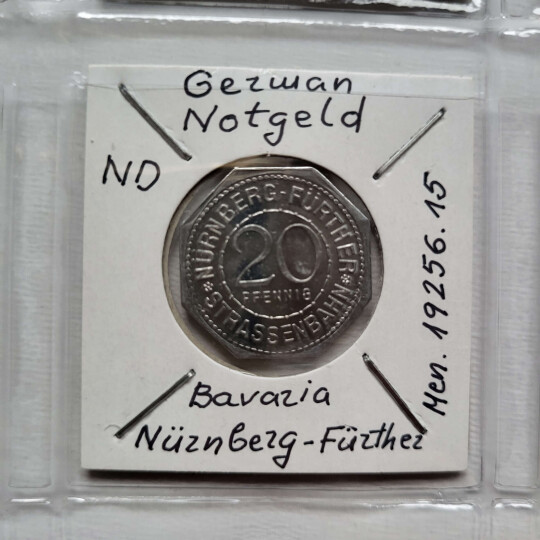 German
Notgeld
ND
NÜRNBERG-FÜRTHER
20
PFENNIG
* STRASSENBAHN *
Men. 19256.15
Bavaria
Nürnberg-Fürther